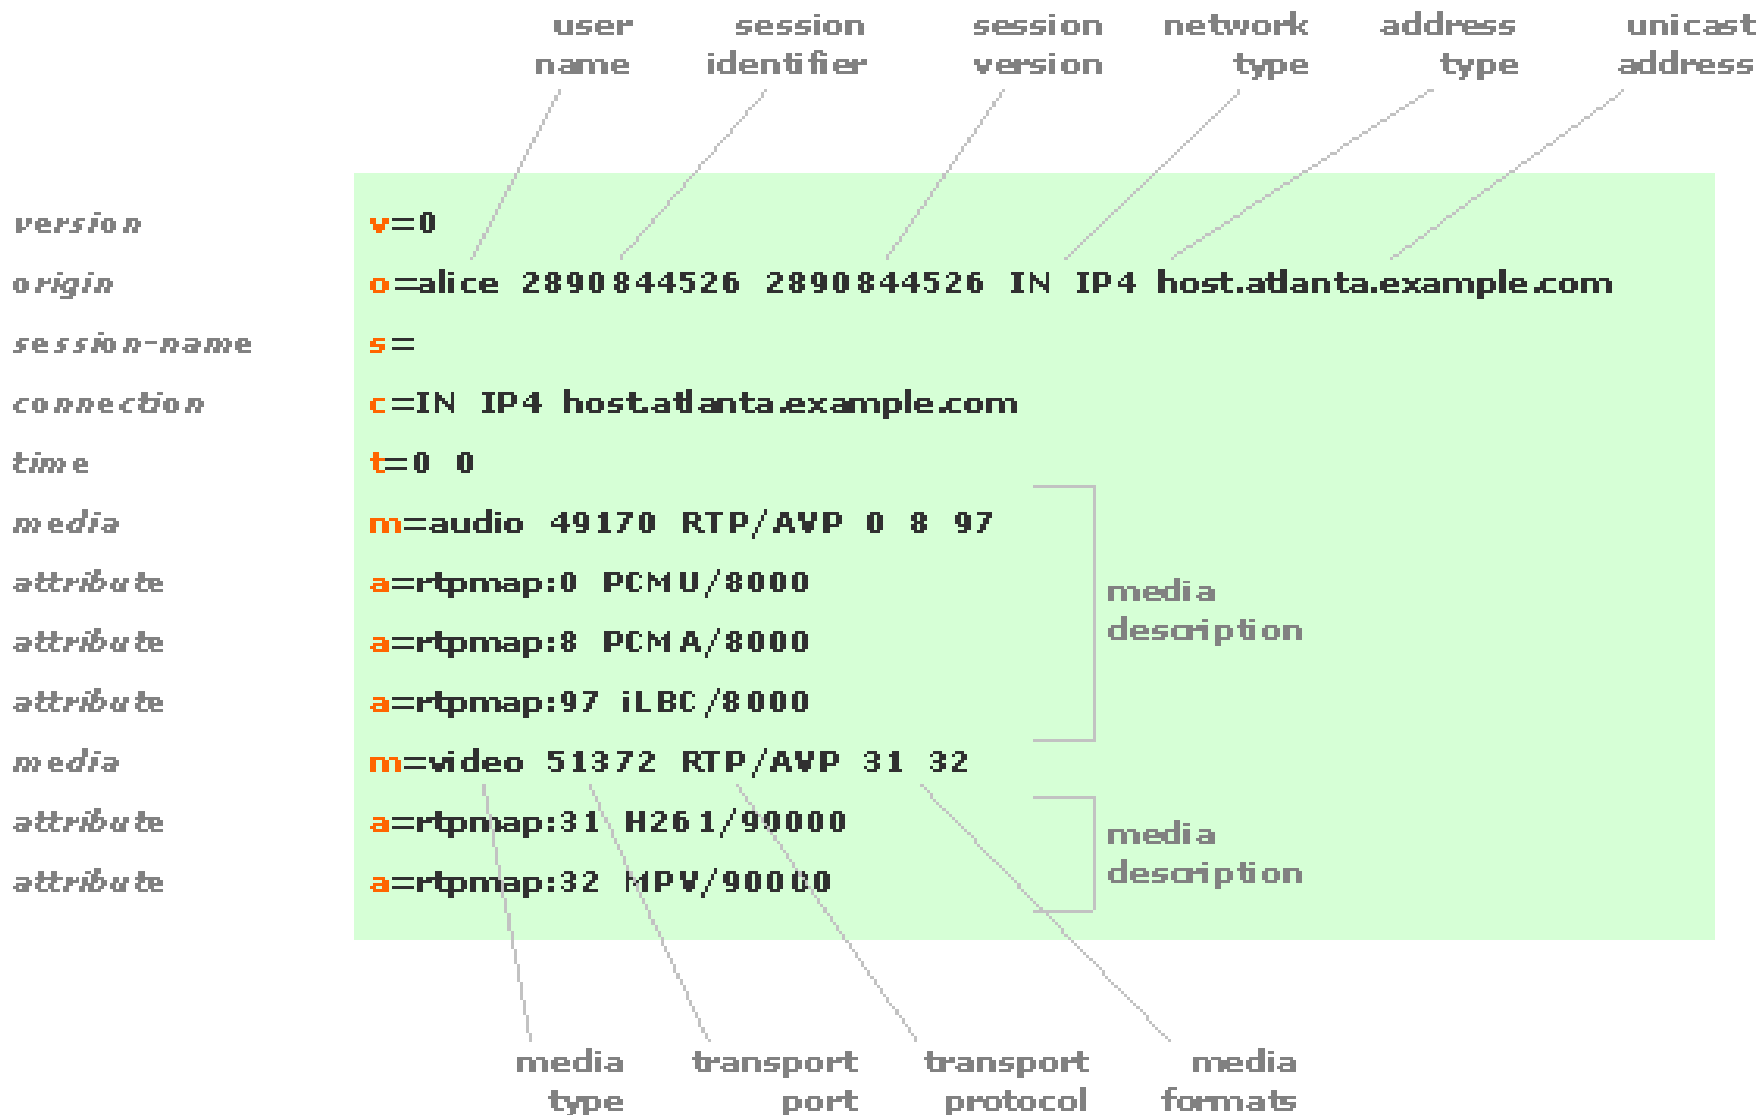 user session session network address unicast
name identifier version type type address
version v=0
origin o=alice 2890844526 2890844526 IN IP4 host.atlanta.example.com
session-name s=
connection c=IN IP4 host.atlanta.example.com
time t=0 0
media m=audio 49170 RTP/AVP 0 8 97
attribute a=rtpmap:0 PCMU/8000
media
attribute a=rtpmap:8 PCMA/8000
description
attribute a=rtpmap:97 iLBC/8000
media m=video 51372 RTP/AVP 31 32
attribute a=rtpmap:31 H261/90000
media
attribute a=rtpmap:32 MPV/90000
description
media transport transport media
type port protocol formats